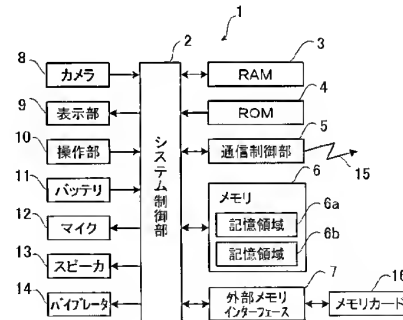 1
2
8
カメラ
9
表示部
10
操作部
11
バッテリ
12
マイク
13
スピーカ
14
バイブレータ
システム制御部
3
RAM
4
ROM
5
通信制御部
15
6
メモリ
6a
記憶領域
6b
記憶領域
7
外部メモリ
インターフェース
16
メモリカード